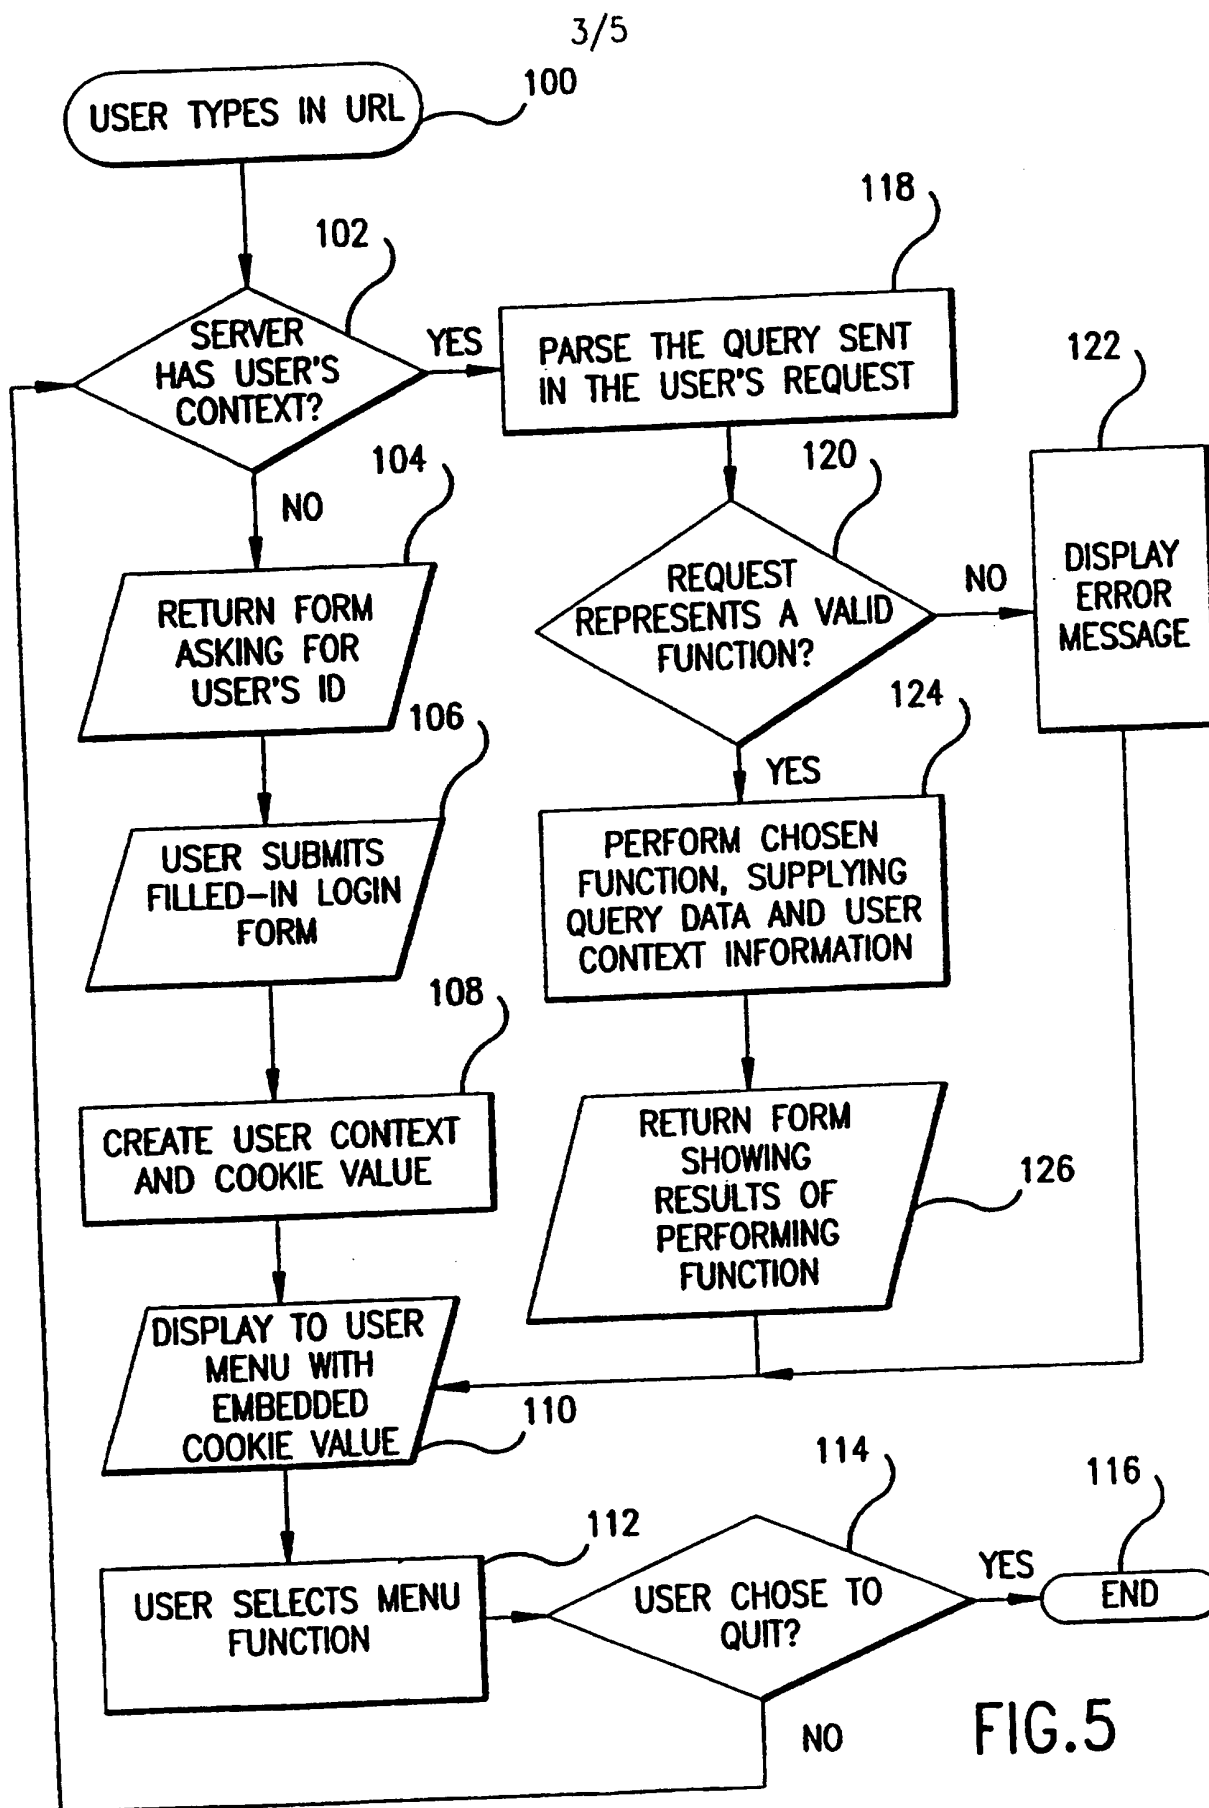 3/5
USER TYPES IN URL
100
102
SERVER
HAS USER'S
CONTEXT?
YES
NO
118
PARSE THE QUERY SENT
IN THE USER'S REQUEST
104
RETURN FORM
ASKING FOR
USER'S ID
120
REQUEST
REPRESENTS A VALID
FUNCTION?
NO
YES
122
DISPLAY
ERROR
MESSAGE
106
USER SUBMITS
FILLED-IN LOGIN
FORM
124
PERFORM CHOSEN
FUNCTION, SUPPLYING
QUERY DATA AND USER
CONTEXT INFORMATION
108
CREATE USER CONTEXT
AND COOKIE VALUE
RETURN FORM
SHOWING
RESULTS OF
PERFORMING
FUNCTION
126
DISPLAY TO USER
MENU WITH
EMBEDDED
COOKIE VALUE
110
112
USER SELECTS MENU
FUNCTION
114
USER CHOSE TO
QUIT?
YES
NO
116
END
FIG.5